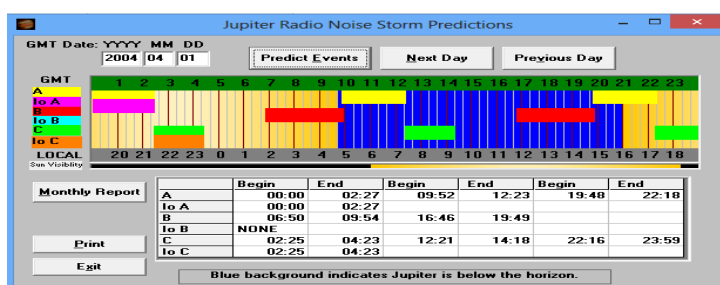 Jupiter Radio Noise Storm Predictions
GMT Date: YYYY MM DD
2004 04 01
Predict Events Next Day Previous Day
GMT 1 2 3 4 5 6 7 8 9 10 11 12 13 14 15 16 17 18 19 20 21 22 23
A
Io A
B
Io B
C
Io C
LOCAL 20 21 22 23 0 1 2 3 4 5 6 7 8 9 10 11 12 13 14 15 16 17 18
Sun Visiblity
Monthly Report
Print
Exit
Begin End Begin End Begin End
A 00:00 02:27 09:52 12:23 19:48 22:18
Io A 00:00 02:27
B 06:50 09:54 16:46 19:49
Io B NONE
C 02:25 04:23 12:21 14:18 22:16 23:59
Io C 02:25 04:23
Blue background indicates Jupiter is below the horizon.